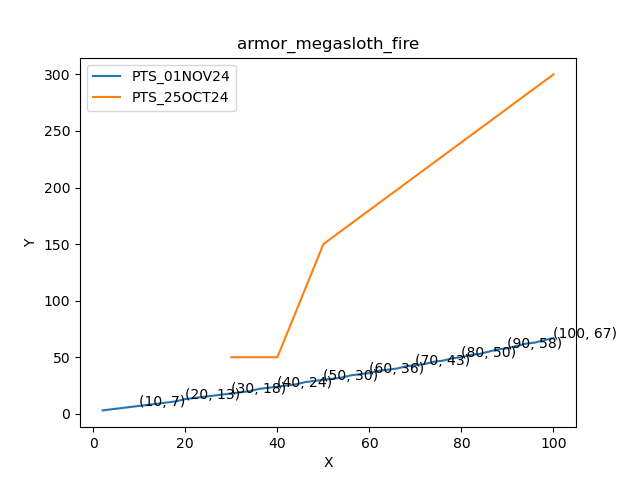 armor_megasloth_fire
PTS_01NOV24
PTS_25OCT24
300
250
200
150
100
50
0
Y
(10, 7)
(20, 13)
(30, 18)
(40, 24)
(50, 30)
(60, 36)
(70, 43)
(80, 50)
(90, 58)
(100, 67)
0 20 40 60 80 100
X